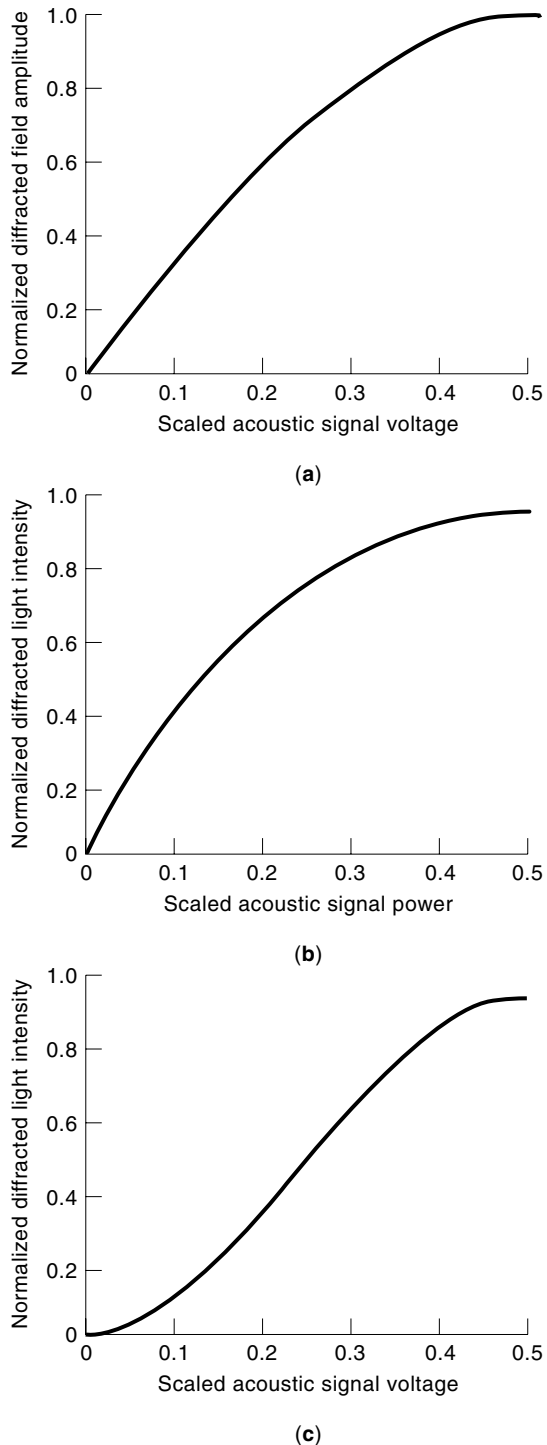 Normalized diffracted field amplitude
1.0
0.8
0.6
0.4
0.2
0
0 0.1 0.2 0.3 0.4 0.5
Scaled acoustic signal voltage
(a)
Normalized diffracted light intensity
1.0
0.8
0.6
0.4
0.2
0
0 0.1 0.2 0.3 0.4 0.5
Scaled acoustic signal power
(b)
Normalized diffracted light intensity
1.0
0.8
0.6
0.4
0.2
0
0 0.1 0.2 0.3 0.4 0.5
Scaled acoustic signal voltage
(c)